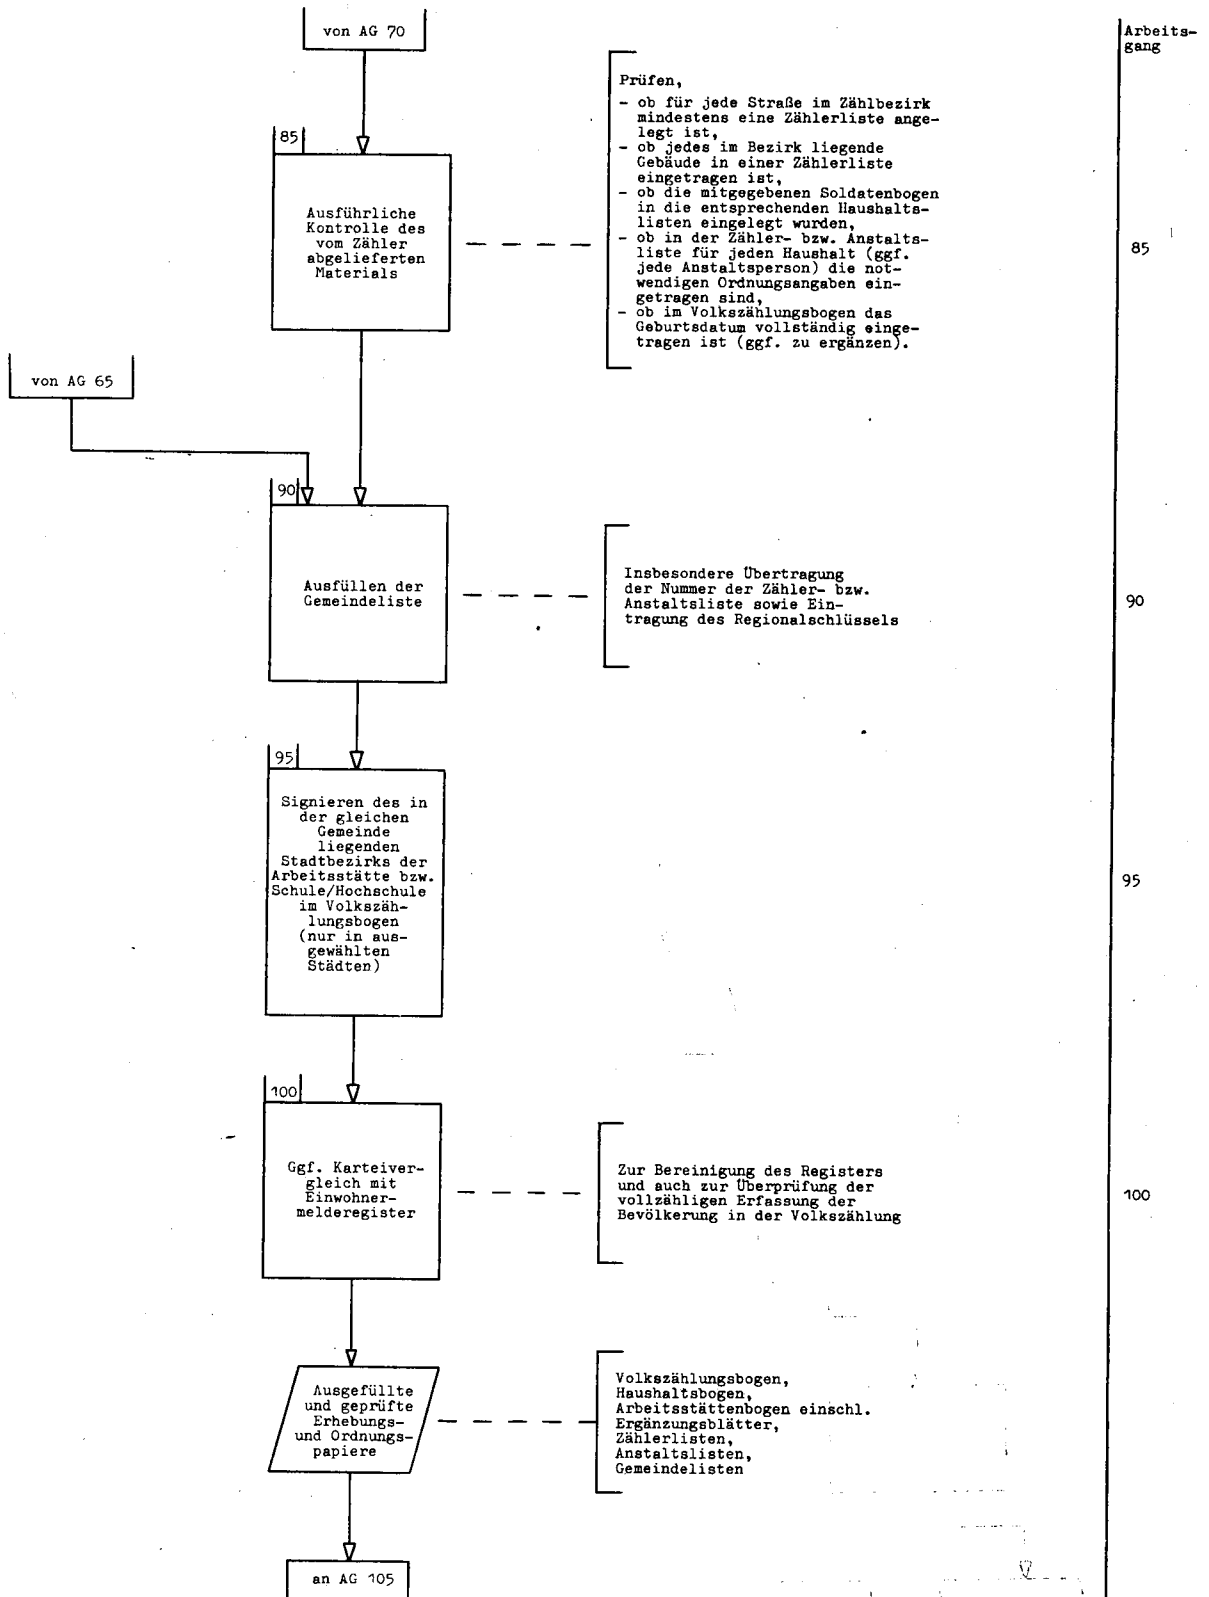 von AG 70
Arbeits-
gang
Prüfen,
- ob für jede Straße im Zählbezirk
mindestens eine Zählerliste ange-
legt ist,
- ob jedes im Bezirk liegende
Gebäude in einer Zählerliste
eingetragen ist,
- ob die mitgegebenen Soldatenbogen
in die entsprechenden Haushalts-
listen eingelegt wurden,
- ob in der Zähler- bzw. Anstalts-
liste für jeden Haushalt (ggf.
jede Anstaltsperson) die not-
wendigen Ordnungsangaben ein-
getragen sind,
- ob im Volkszählungsbogen das
Geburtsdatum vollständig einge-
tragen ist (ggf. zu ergänzen).
85
Ausführliche
Kontrolle des
vom Zähler
abgelieferten
Materials
85
von AG 65
90
Ausfüllen der
Gemeindeliste
Insbesondere Übertragung
der Nummer der Zähler- bzw.
Anstaltsliste sowie Ein-
tragung des Regionalschlüssels
90
95
Signieren des in
der gleichen
Gemeinde
liegenden
Stadtbezirks der
Arbeitsstätte bzw.
Schule/Hochschule
im Volkszäh-
lungsbogen
(nur in aus-
gewählten
Städten)
95
100
Ggf. Karteiver-
gleich mit
Einwohner-
melderegister
Zur Bereinigung des Registers
und auch zur Überprüfung der
vollzähligen Erfassung der
Bevölkerung in der Volkszählung
100
Ausgefüllte
und geprüfte
Erhebungs-
und Ordnungs-
papiere
Volkszählungsbogen,
Haushaltsbogen,
Arbeitsstättenbogen einschl.
Ergänzungsblätter,
Zählerlisten,
Anstaltslisten,
Gemeindelisten
an AG 105